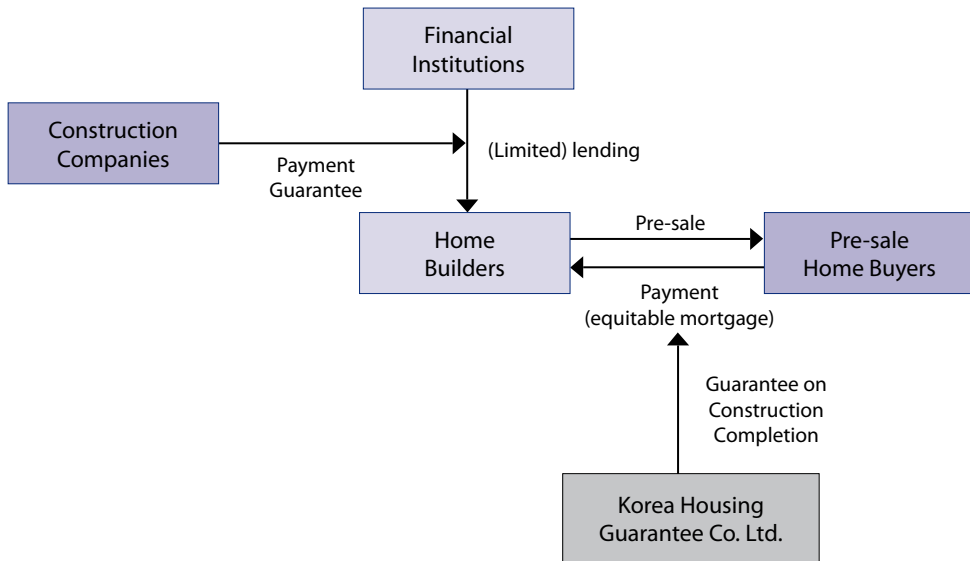 Financial
Institutions
Construction
Companies
Payment
Guarantee
(Limited) lending
Home
Builders
Pre-sale
Pre-sale
Home Buyers
Payment
(equitable mortgage)
Guarantee on
Construction
Completion
Korea Housing
Guarantee Co. Ltd.